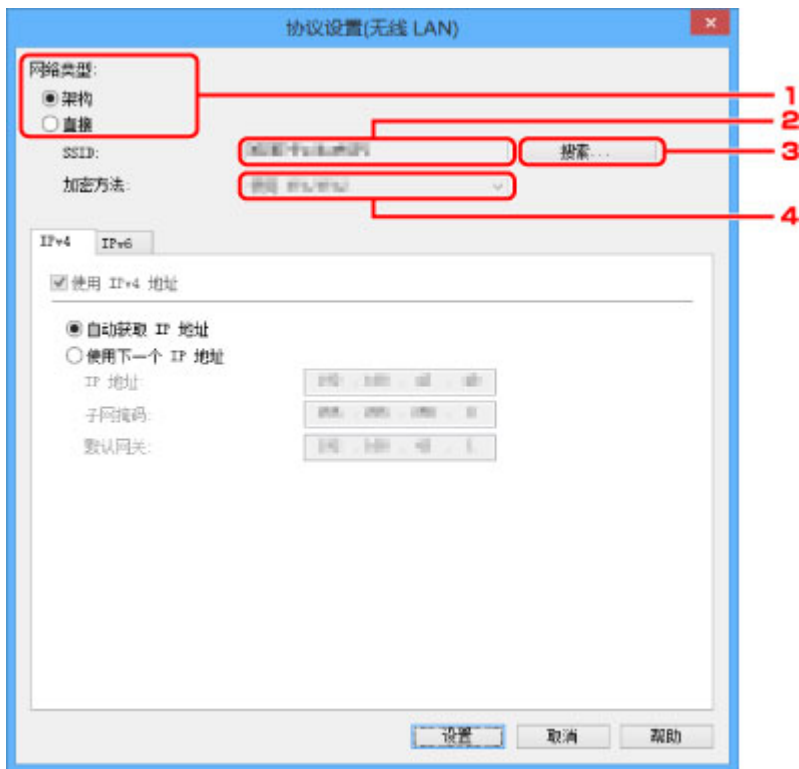 协议设置(无线 LAN)
网络类型:
架构
直接
SSID:
搜索...
加密方法:
1
2
3
4
IPv4 IPv6
使用 IPv4 地址
自动获取 IP 地址
使用下一个 IP 地址
IP 地址:
子网掩码:
默认网关:
设置 取消 帮助